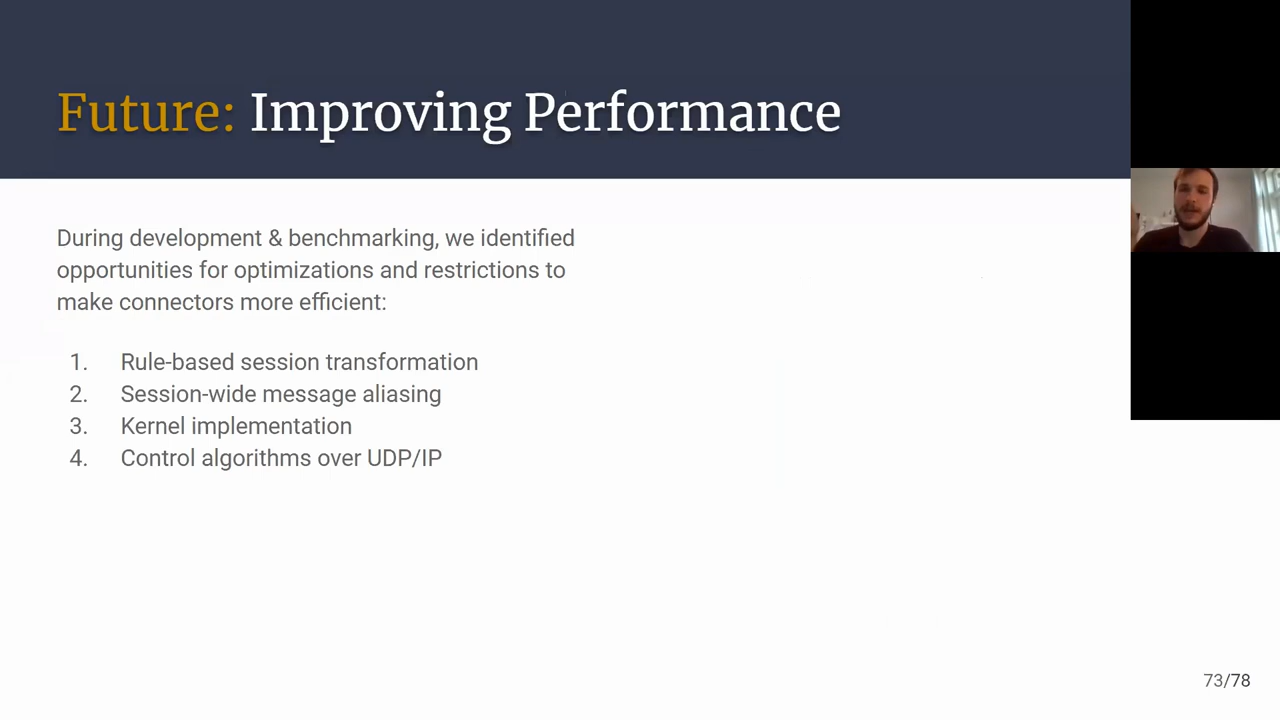 Future: Improving Performance
During development & benchmarking, we identified
opportunities for optimizations and restrictions to
make connectors more efficient:
1. Rule-based session transformation
2. Session-wide message aliasing
3. Kernel implementation
4. Control algorithms over UDP/IP
73/78